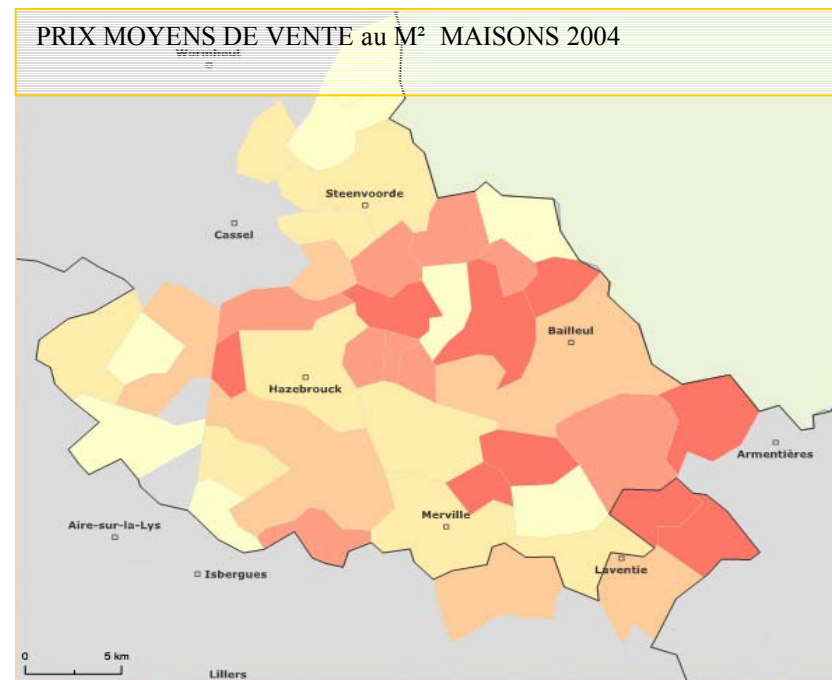 PRIX MOYENS DE VENTE au M² MAISONS 2004
Wormhout
Steenvoorde
Cassel
Bailleul
Hazebrouck
Armentières
Merville
Aire-sur-la-Lys
Laventie
Isbergues
0 5 km
Lillers